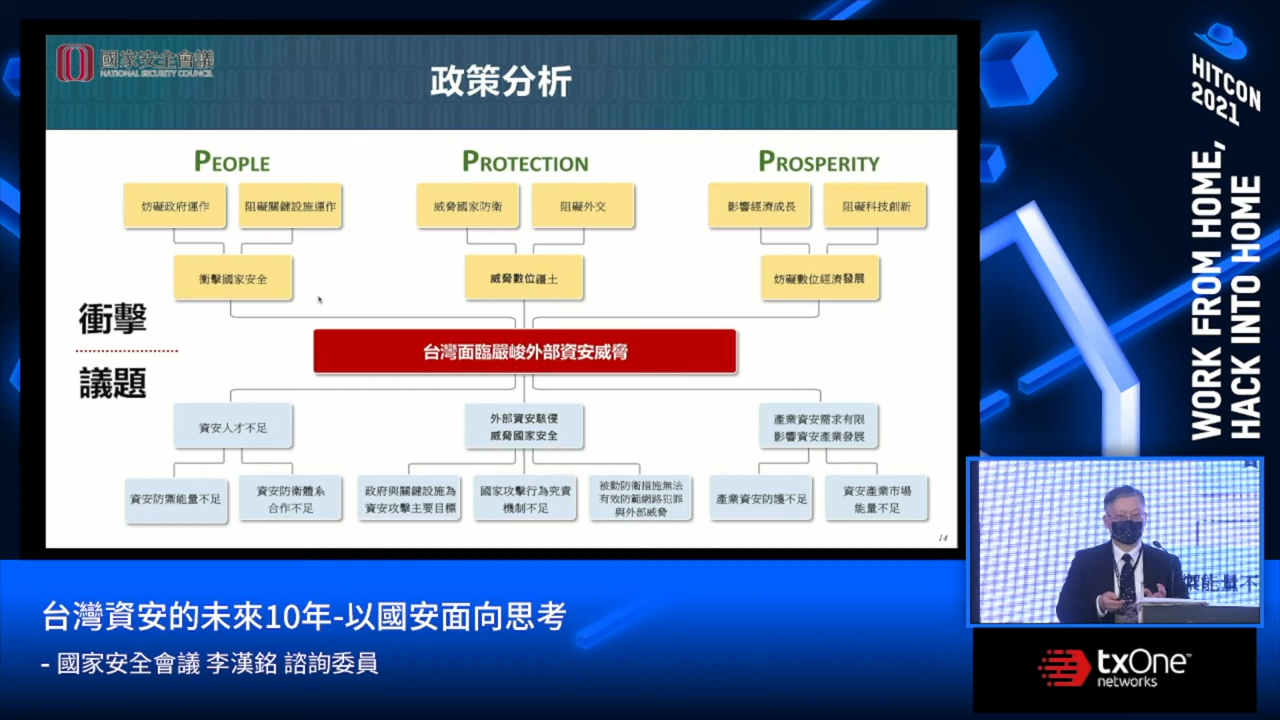 國家安全會議
NATIONAL SECURITY COUNCIL
政策分析
PEOPLE
PROTECTION
PROSPERITY
妨礙政府運作
阻礙關鍵設施運作
威脅國家防衛
阻礙外交
影響經濟成長
阻礙科技創新
衝擊國家安全
威脅數位疆土
妨礙數位經濟發展
衝擊
台灣面臨嚴峻外部資安威脅
議題
資安人才不足
外部資安駭侵
威脅國家安全
產業資安需求有限
影響資安產業發展
資安防禦能量不足
資安防衛體系
合作不足
政府與關鍵設施為
資安攻擊主要目標
國家攻擊行為究責
機制不足
被動防衛措施無法
有效防範網路犯罪
與外部威脅
產業資安防護不足
資安產業市場
能量不足
14
HITCON
2021
WORK FROM HOME,
HACK INTO HOME
禦能量不
台灣資安的未來10年-以國安面向思考
- 國家安全會議 李漢銘 諮詢委員
txOne
networks